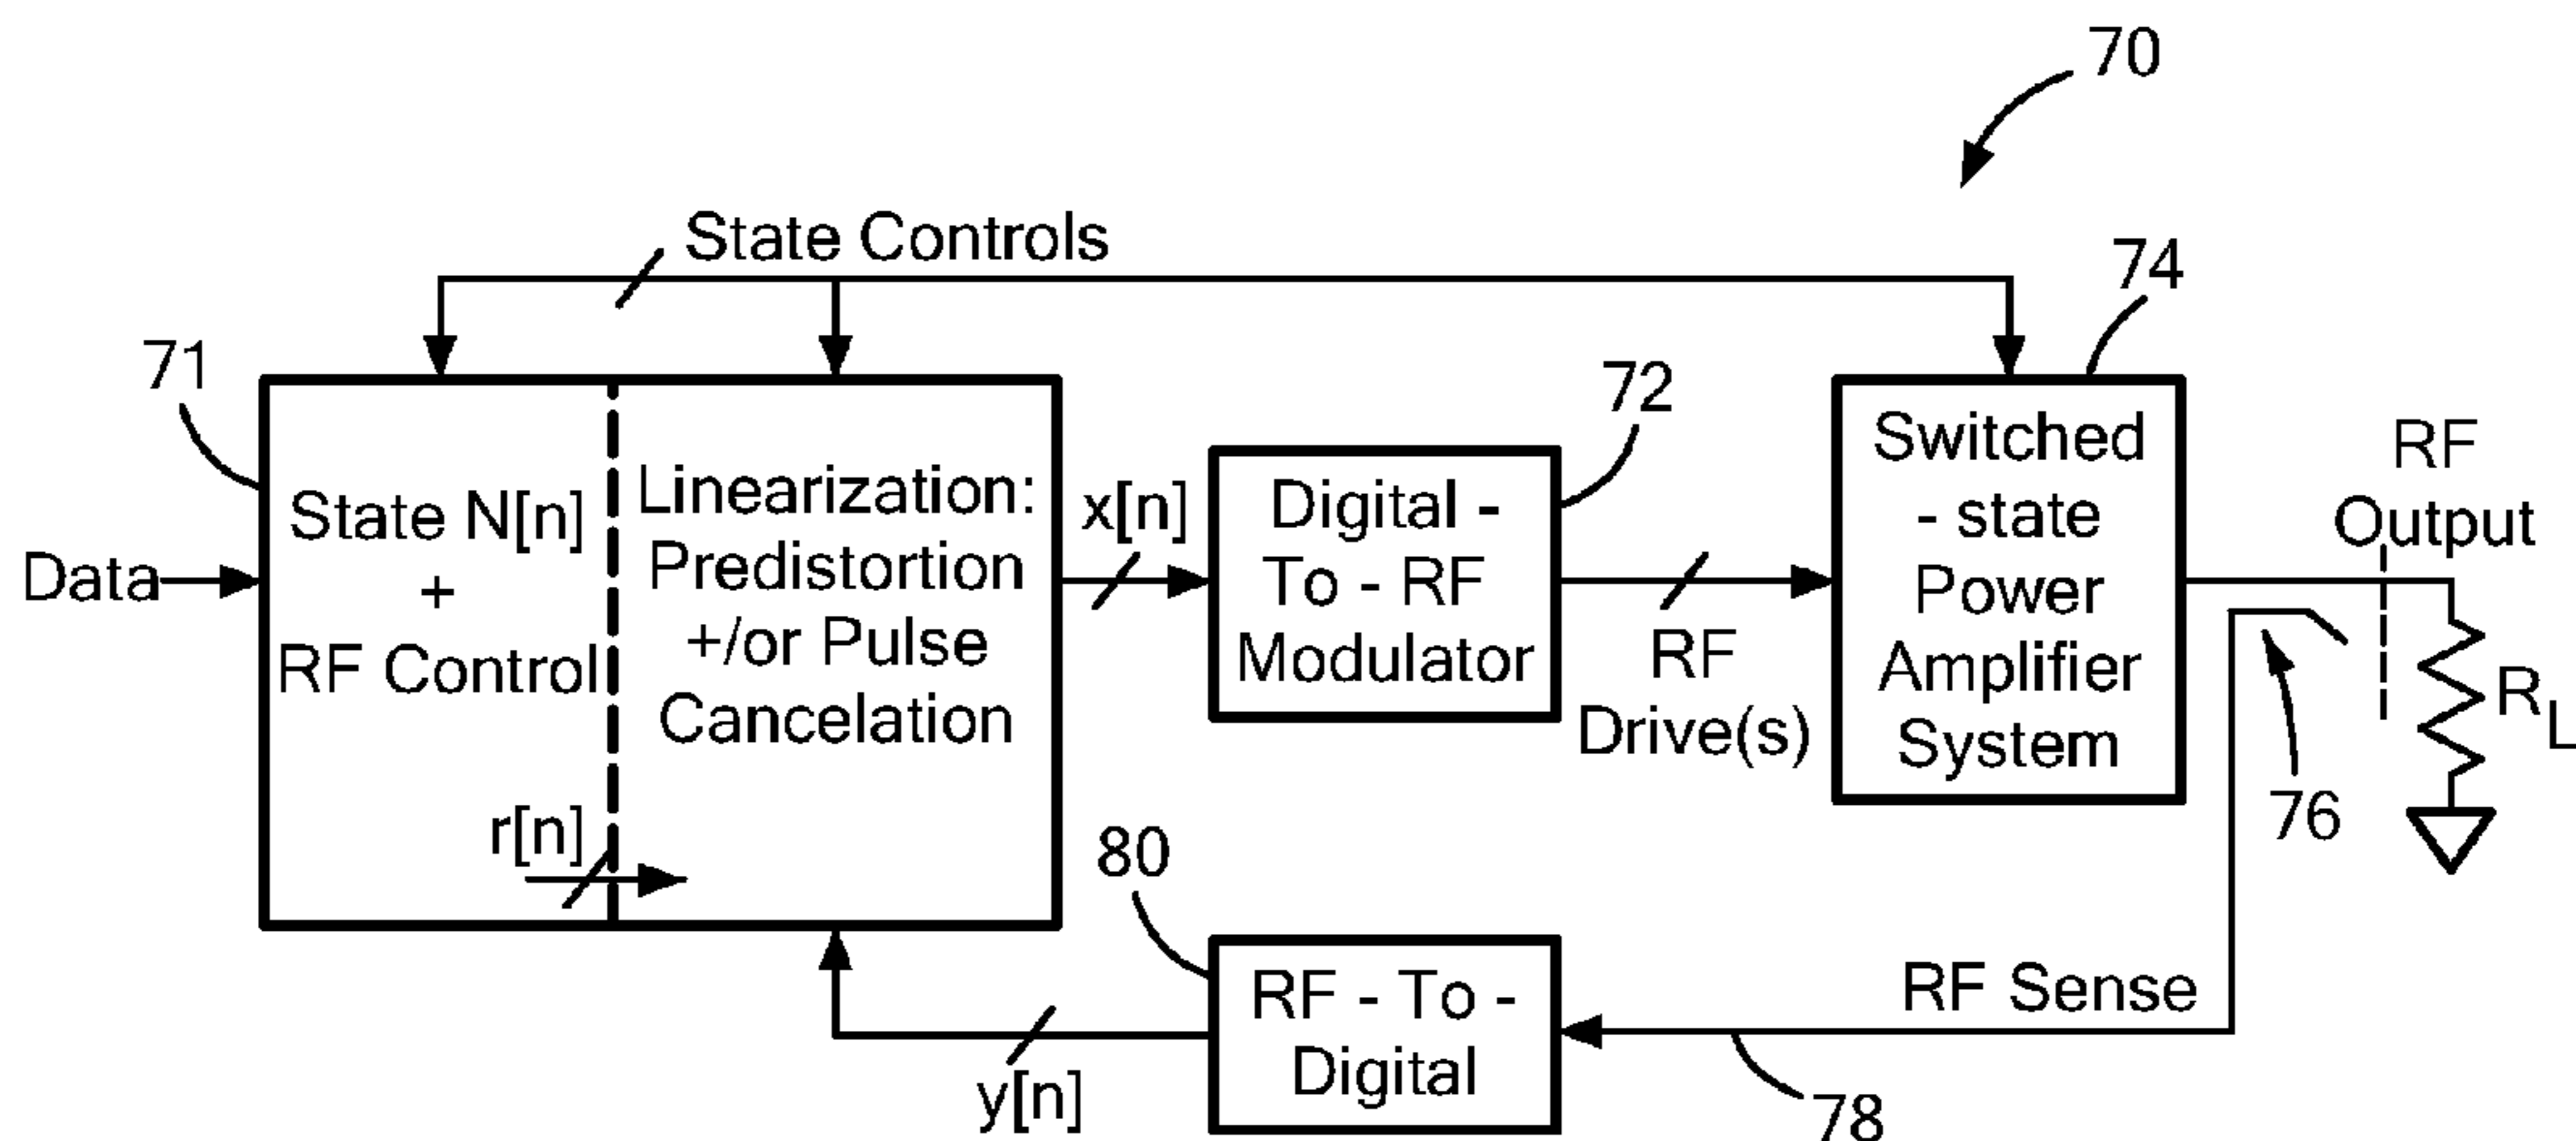 70
State Controls
74
71
72
State N[n]
+
RF Control
Linearization:
Predistortion
+/or Pulse
Cancelation
x[n]
Digital -
To - RF
Modulator
Switched
- state
Power
Amplifier
System
RF
Output
Data
RF
Drive(s)
R L
76
r[n]
80
RF - To -
Digital
RF Sense
y[n]
78